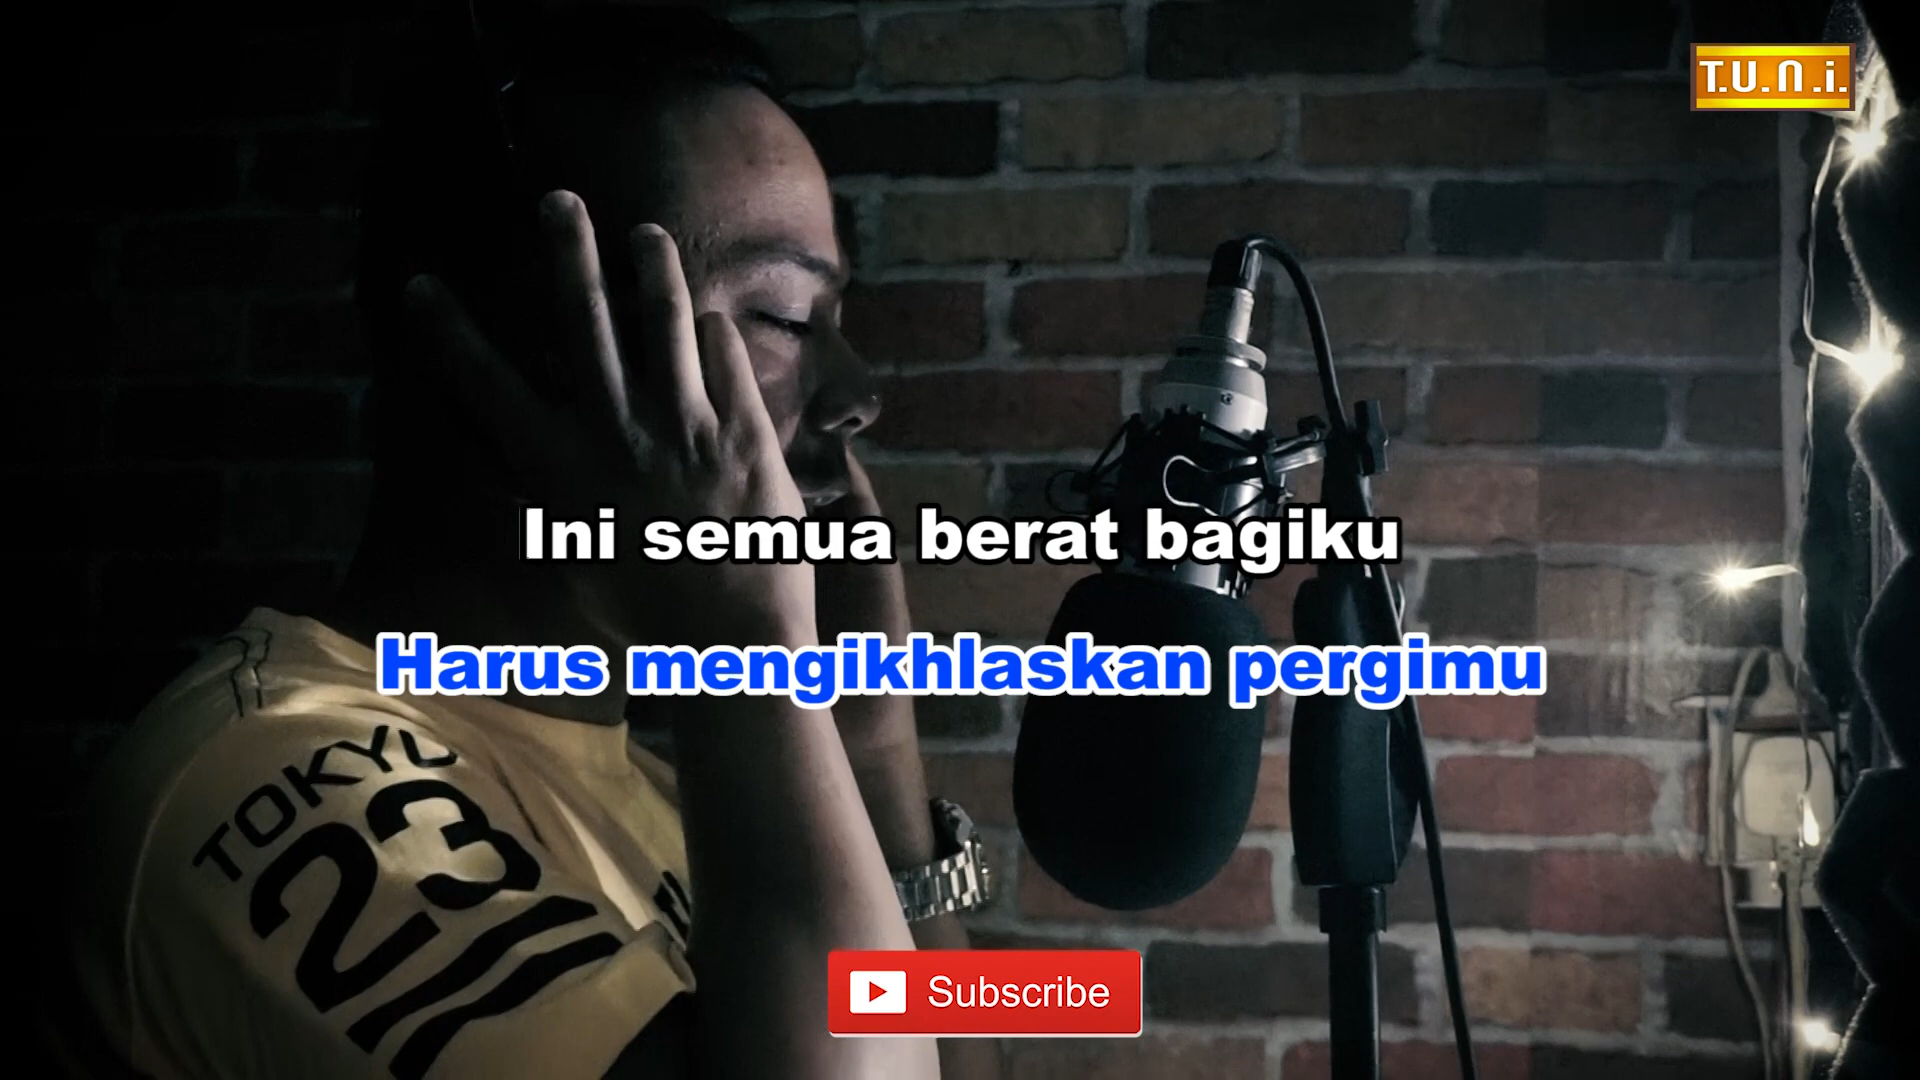 T.U.N.i.
Ini semua berat bagiku
Harus mengikhlaskan pergimu
TOKYO
23
Subscribe